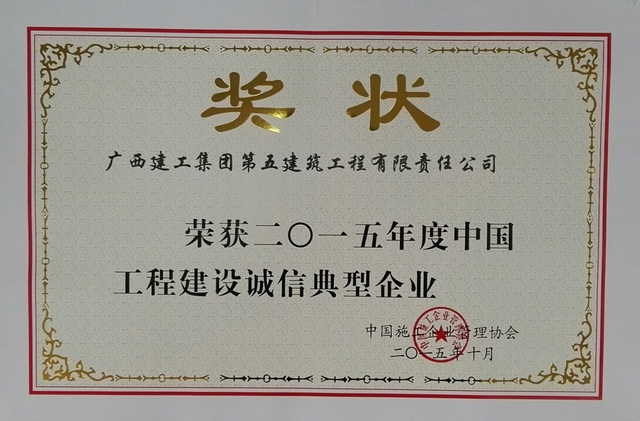 奖状
广西建工集团第五建筑工程有限责任公司
荣获二〇一五年度中国
工程建设诚信典型企业
中国施工企业管理协会
二〇一五年十月